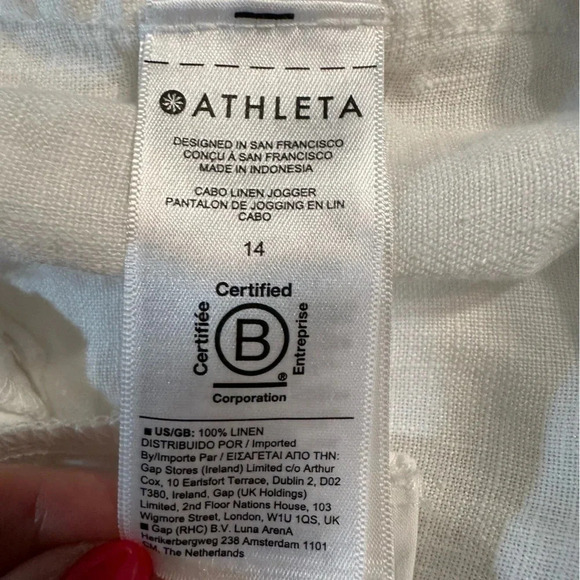 ATHLETA
DESIGNED IN SAN FRANCISCO
CONÇU À SAN FRANCISCO
MADE IN INDONESIA
CABO LINEN JOGGER
PANTALON DE JOGGING EN LIN
CABO
14
Certified
Certifiée
B
Entreprise
®
Corporation
■ US/GB: 100% LINEN
DISTRIBUIDO POR / Imported
By/Importe Par / ΕΙΣΑΓΕΤΑΙ ΑΠΟ ΤΗΝ:
Gap Stores (Ireland) Limited c/o Arthur
Cox, 10 Earlsfort Terrace, Dublin 2, D02
T380, Ireland, Gap (UK Holdings)
Limited, 2nd Floor Nations House, 103
Wigmore Street, London, W1U 1QS, UK
■ Gap (RHC) B.V. Luna ArenA
Herikerbergweg 238 Amsterdam 1101
CM, The Netherlands